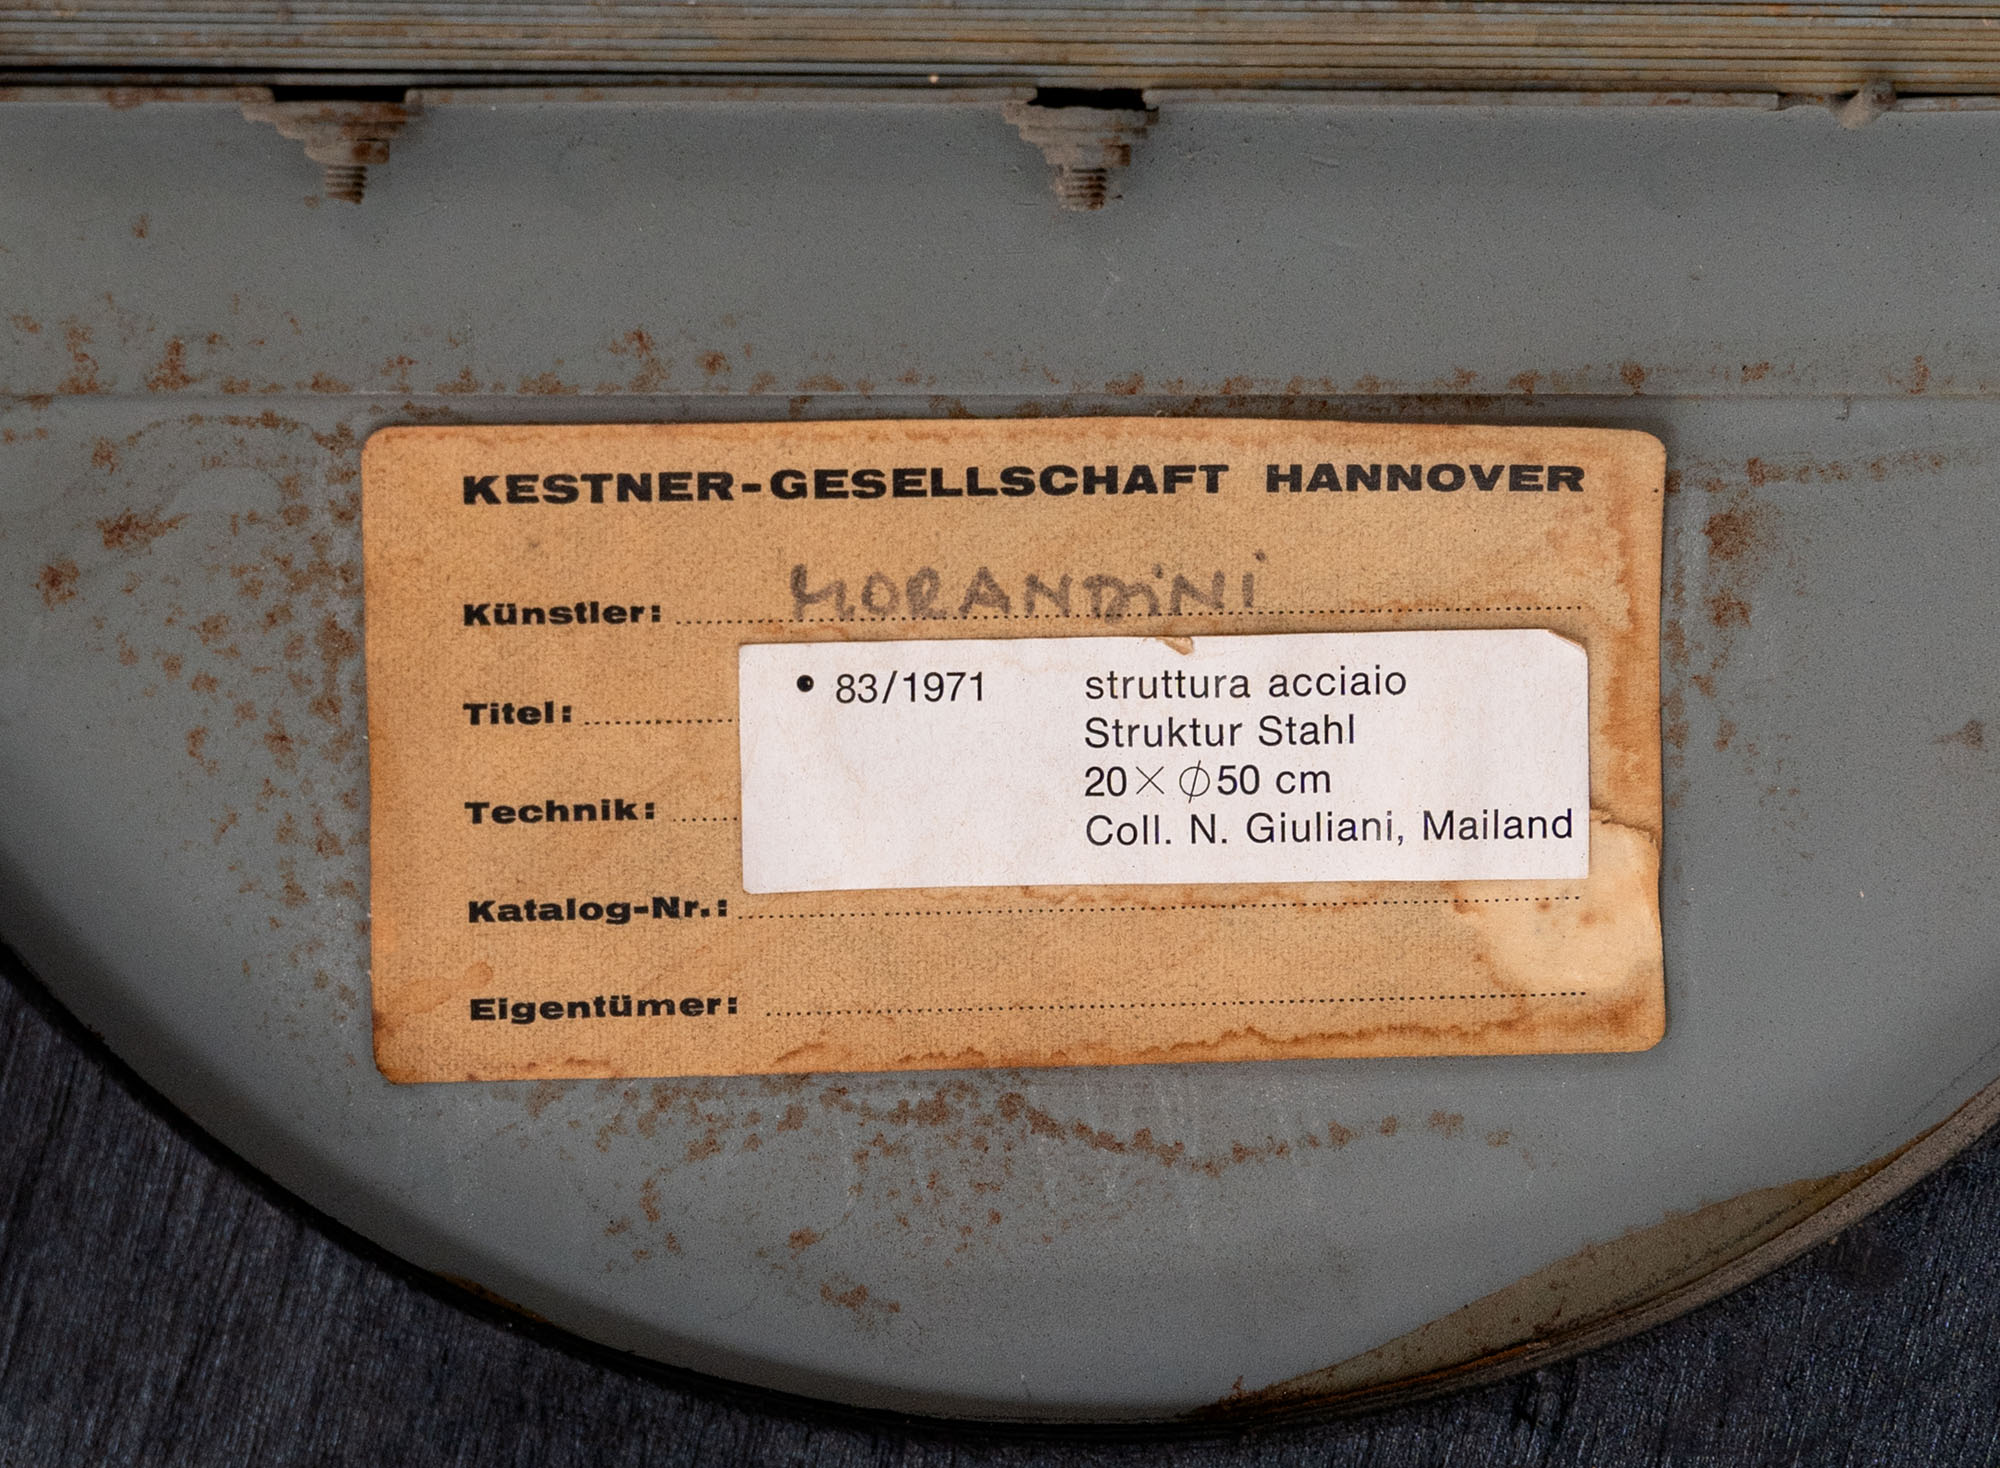 KESTNER-GESELLSCHAFT HANNOVER
Künstler: MORANDINI
Titel:
Technik:
Katalog-Nr.:
Eigentümer:
• 83/1971 struttura acciaio
Struktur Stahl
20 × ∅ 50 cm
Coll. N. Giuliani, Mailand